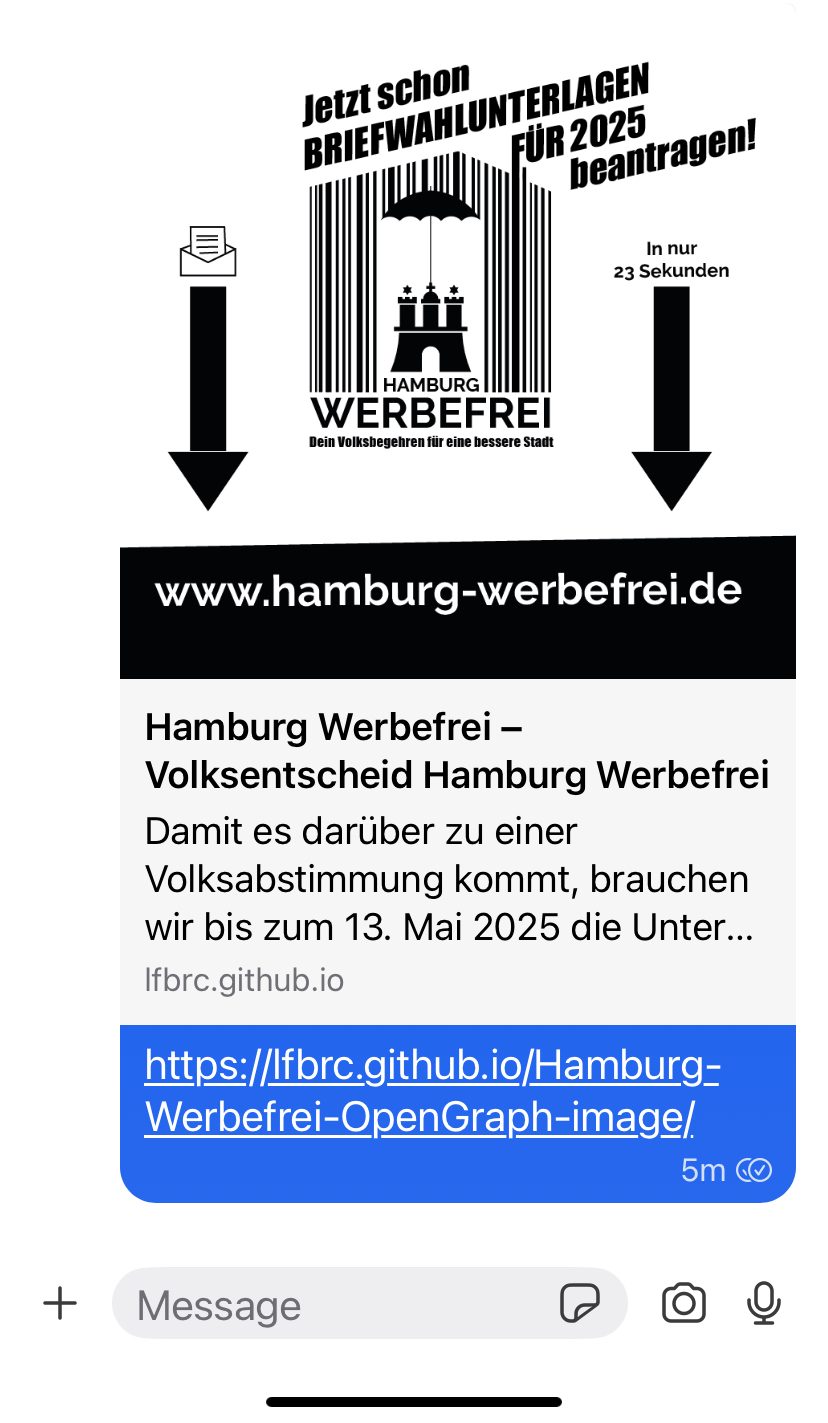 Jetzt schon
BRIEFWAHLUNTERLAGEN
FÜR 2025
beantragen!
In nur
23 Sekunden
HAMBURG
WERBEFREI
Dein Volksbegehren für eine bessere Stadt
www.hamburg-werbefrei.de
Hamburg Werbefrei –
Volksentscheid Hamburg Werbefrei
Damit es darüber zu einer
Volksabstimmung kommt, brauchen
wir bis zum 13. Mai 2025 die Unter...
lfbrc.github.io
https://lfbrc.github.io/Hamburg-
Werbefrei-OpenGraph-image/
5m
Message